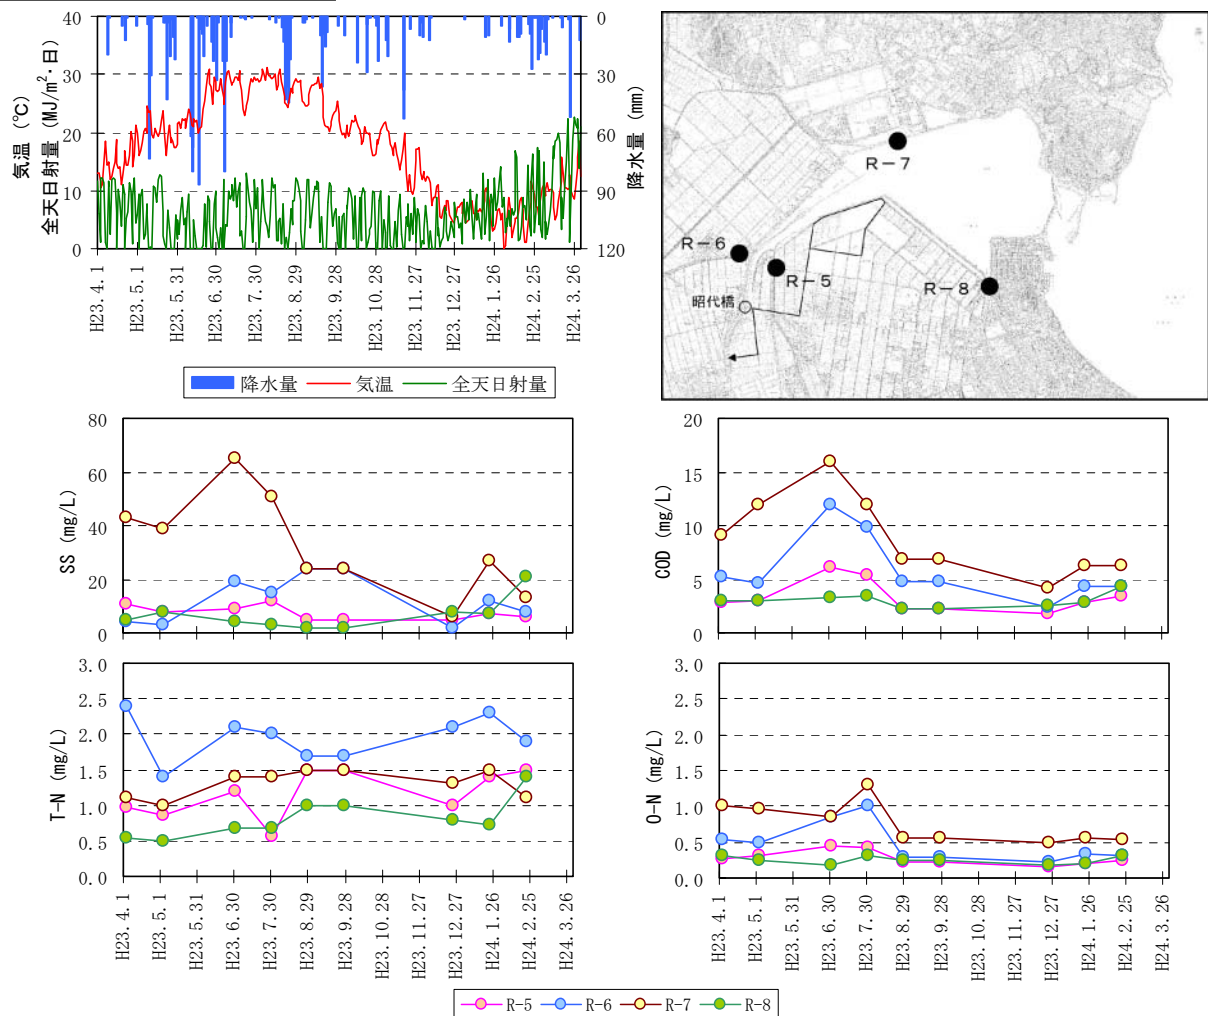 気温 (℃)
全天日射量 (MJ/m²・日)
40
30
20
10
0
0
30
60
90
120
降水量 (mm)
H23.4.1
H23.5.1
H23.5.31
H23.6.30
H23.7.30
H23.8.29
H23.9.28
H23.10.28
H23.11.27
H23.12.27
H24.1.26
H24.2.25
H24.3.26
降水量 気温 全天日射量
R-7
R-6
R-5
R-8
昭代橋
SS (mg/L)
80
60
40
20
0
COD (mg/L)
20
15
10
5
0
T-N (mg/L)
3.0
2.5
2.0
1.5
1.0
0.5
0.0
H23.4.1
H23.5.1
H23.5.31
H23.6.30
H23.7.30
H23.8.29
H23.9.28
H23.10.28
H23.11.27
H23.12.27
H24.1.26
H24.2.25
H24.3.26
O-N (mg/L)
3.0
2.5
2.0
1.5
1.0
0.5
0.0
H23.4.1
H23.5.1
H23.5.31
H23.6.30
H23.7.30
H23.8.29
H23.9.28
H23.10.28
H23.11.27
H23.12.27
H24.1.26
H24.2.25
H24.3.26
R-5 R-6 R-7 R-8